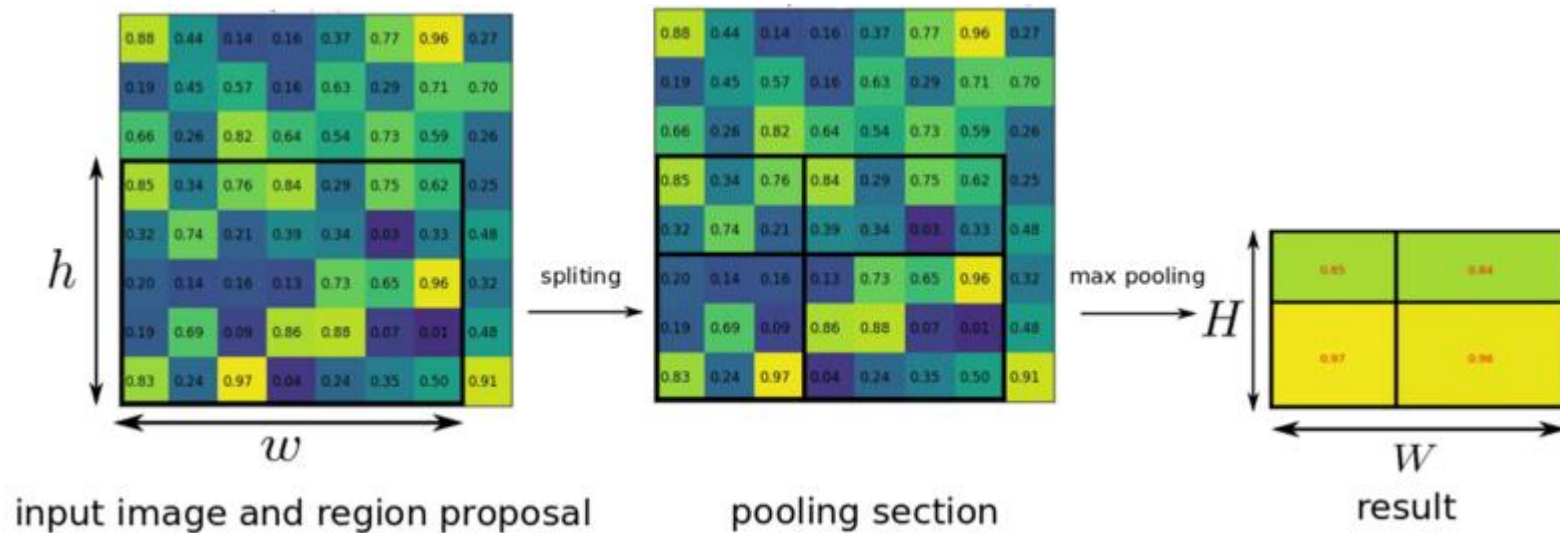 0.88 0.44 0.14 0.16 0.37 0.77 0.96 0.27
0.19 0.45 0.57 0.16 0.63 0.29 0.71 0.70
0.66 0.26 0.82 0.64 0.54 0.73 0.59 0.26
0.85 0.34 0.76 0.84 0.29 0.75 0.62 0.25
0.32 0.74 0.21 0.39 0.34 0.03 0.33 0.48
0.20 0.14 0.16 0.13 0.73 0.65 0.96 0.32
0.19 0.69 0.09 0.86 0.88 0.07 0.01 0.48
0.83 0.24 0.97 0.04 0.24 0.35 0.50 0.91
h
w
input image and region proposal
spliting
0.88 0.44 0.14 0.16 0.37 0.77 0.96 0.27
0.19 0.45 0.57 0.16 0.63 0.29 0.71 0.70
0.66 0.26 0.82 0.64 0.54 0.73 0.59 0.26
0.85 0.34 0.76 0.84 0.29 0.75 0.62 0.25
0.32 0.74 0.21 0.39 0.34 0.03 0.33 0.48
0.20 0.14 0.16 0.13 0.73 0.65 0.96 0.32
0.19 0.69 0.09 0.86 0.88 0.07 0.01 0.48
0.83 0.24 0.97 0.04 0.24 0.35 0.50 0.91
pooling section
max pooling
0.85 0.84
0.97 0.96
H
W
result